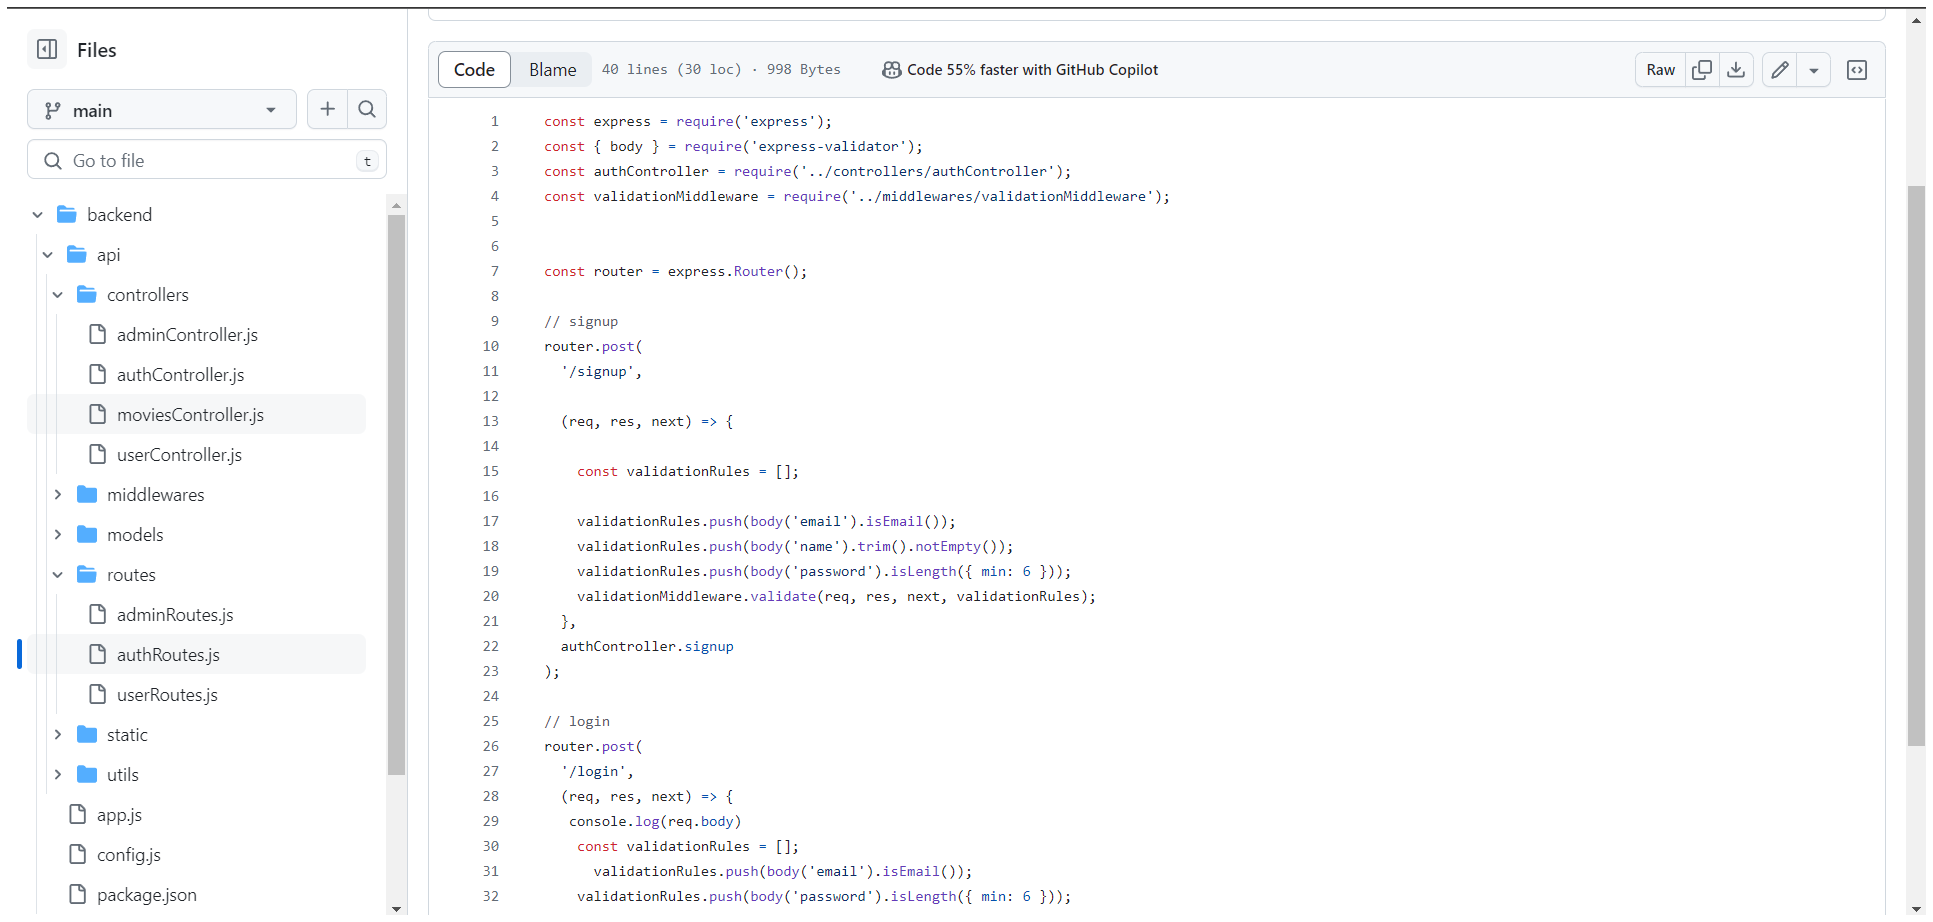 Files
main
Go to file
t
backend
api
controllers
adminController.js
authController.js
moviesController.js
userController.js
middlewares
models
routes
adminRoutes.js
authRoutes.js
userRoutes.js
static
utils
app.js
config.js
package.json
Code Blame 40 lines (30 loc) · 998 Bytes Code 55% faster with GitHub Copilot Raw
1 const express = require('express');
2 const { body } = require('express-validator');
3 const authController = require('../controllers/authController');
4 const validationMiddleware = require('../middlewares/validationMiddleware');
5
6
7 const router = express.Router();
8
9 // signup
10 router.post(
11   '/signup',
12
13   (req, res, next) => {
14
15     const validationRules = [];
16
17     validationRules.push(body('email').isEmail());
18     validationRules.push(body('name').trim().notEmpty());
19     validationRules.push(body('password').isLength({ min: 6 }));
20     validationMiddleware.validate(req, res, next, validationRules);
21   },
22   authController.signup
23 );
24
25 // login
26 router.post(
27   '/login',
28   (req, res, next) => {
29    console.log(req.body)
30     const validationRules = [];
31       validationRules.push(body('email').isEmail());
32     validationRules.push(body('password').isLength({ min: 6 }));